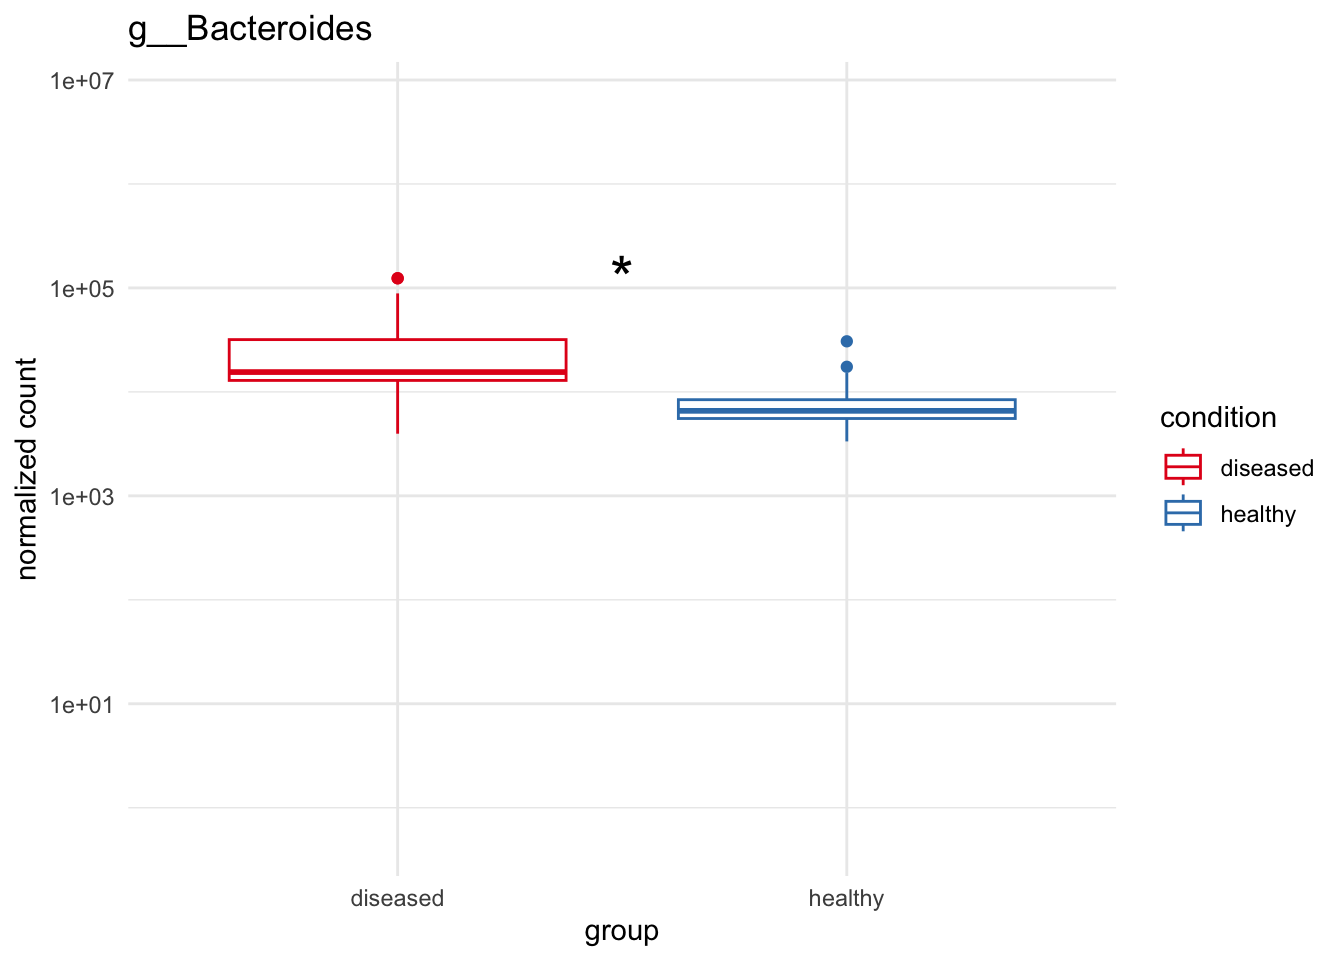 g__Bacteroides
1e+07
1e+05
1e+03
1e+01
normalized count
*
diseased
healthy
group
condition
diseased
healthy